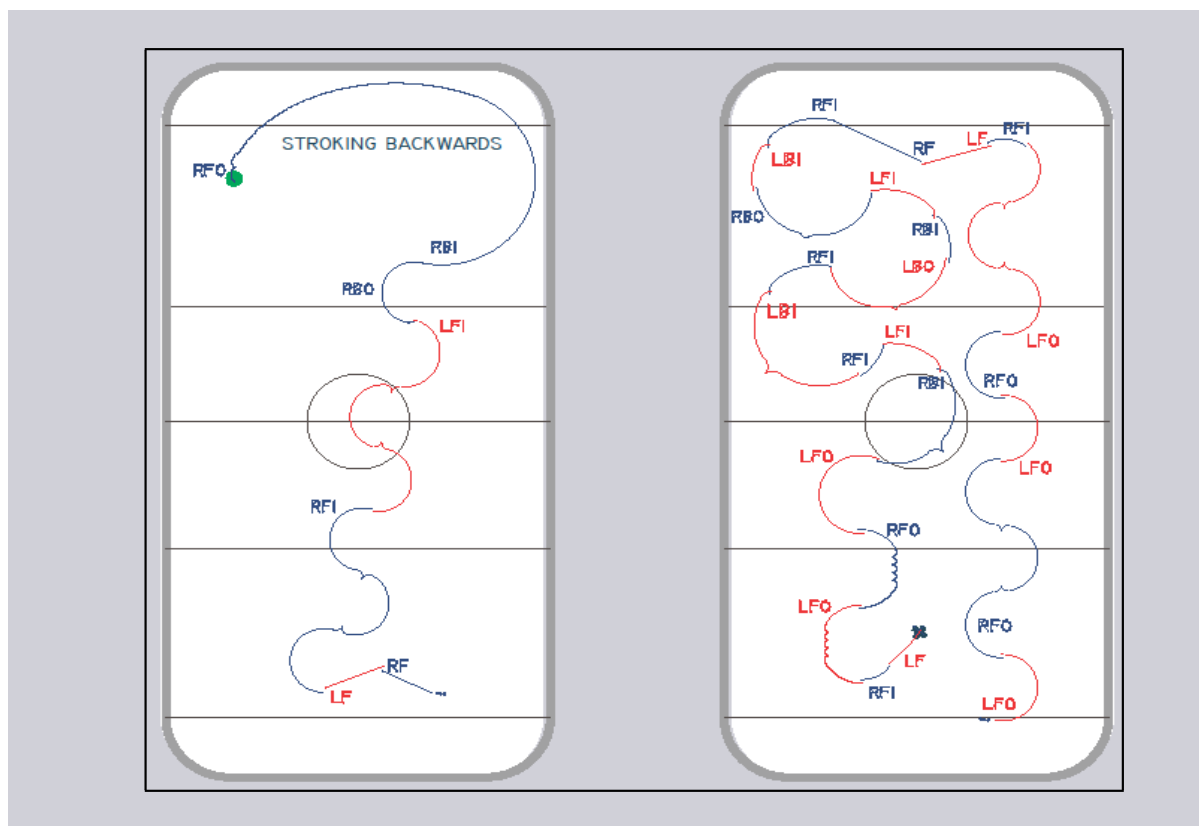 STROKING BACKWARDS
RFO
RBI
RBO
LFI
RFI
RF
LF
RFI
LF
RFI
RF
LBI
LFI
RBO
RBI
RFI
LBO
LBI
LFI
LFO
RFI
RBI
RFO
LFO
LFO
RFO
LFO
RFO
LF
RFI
LFO